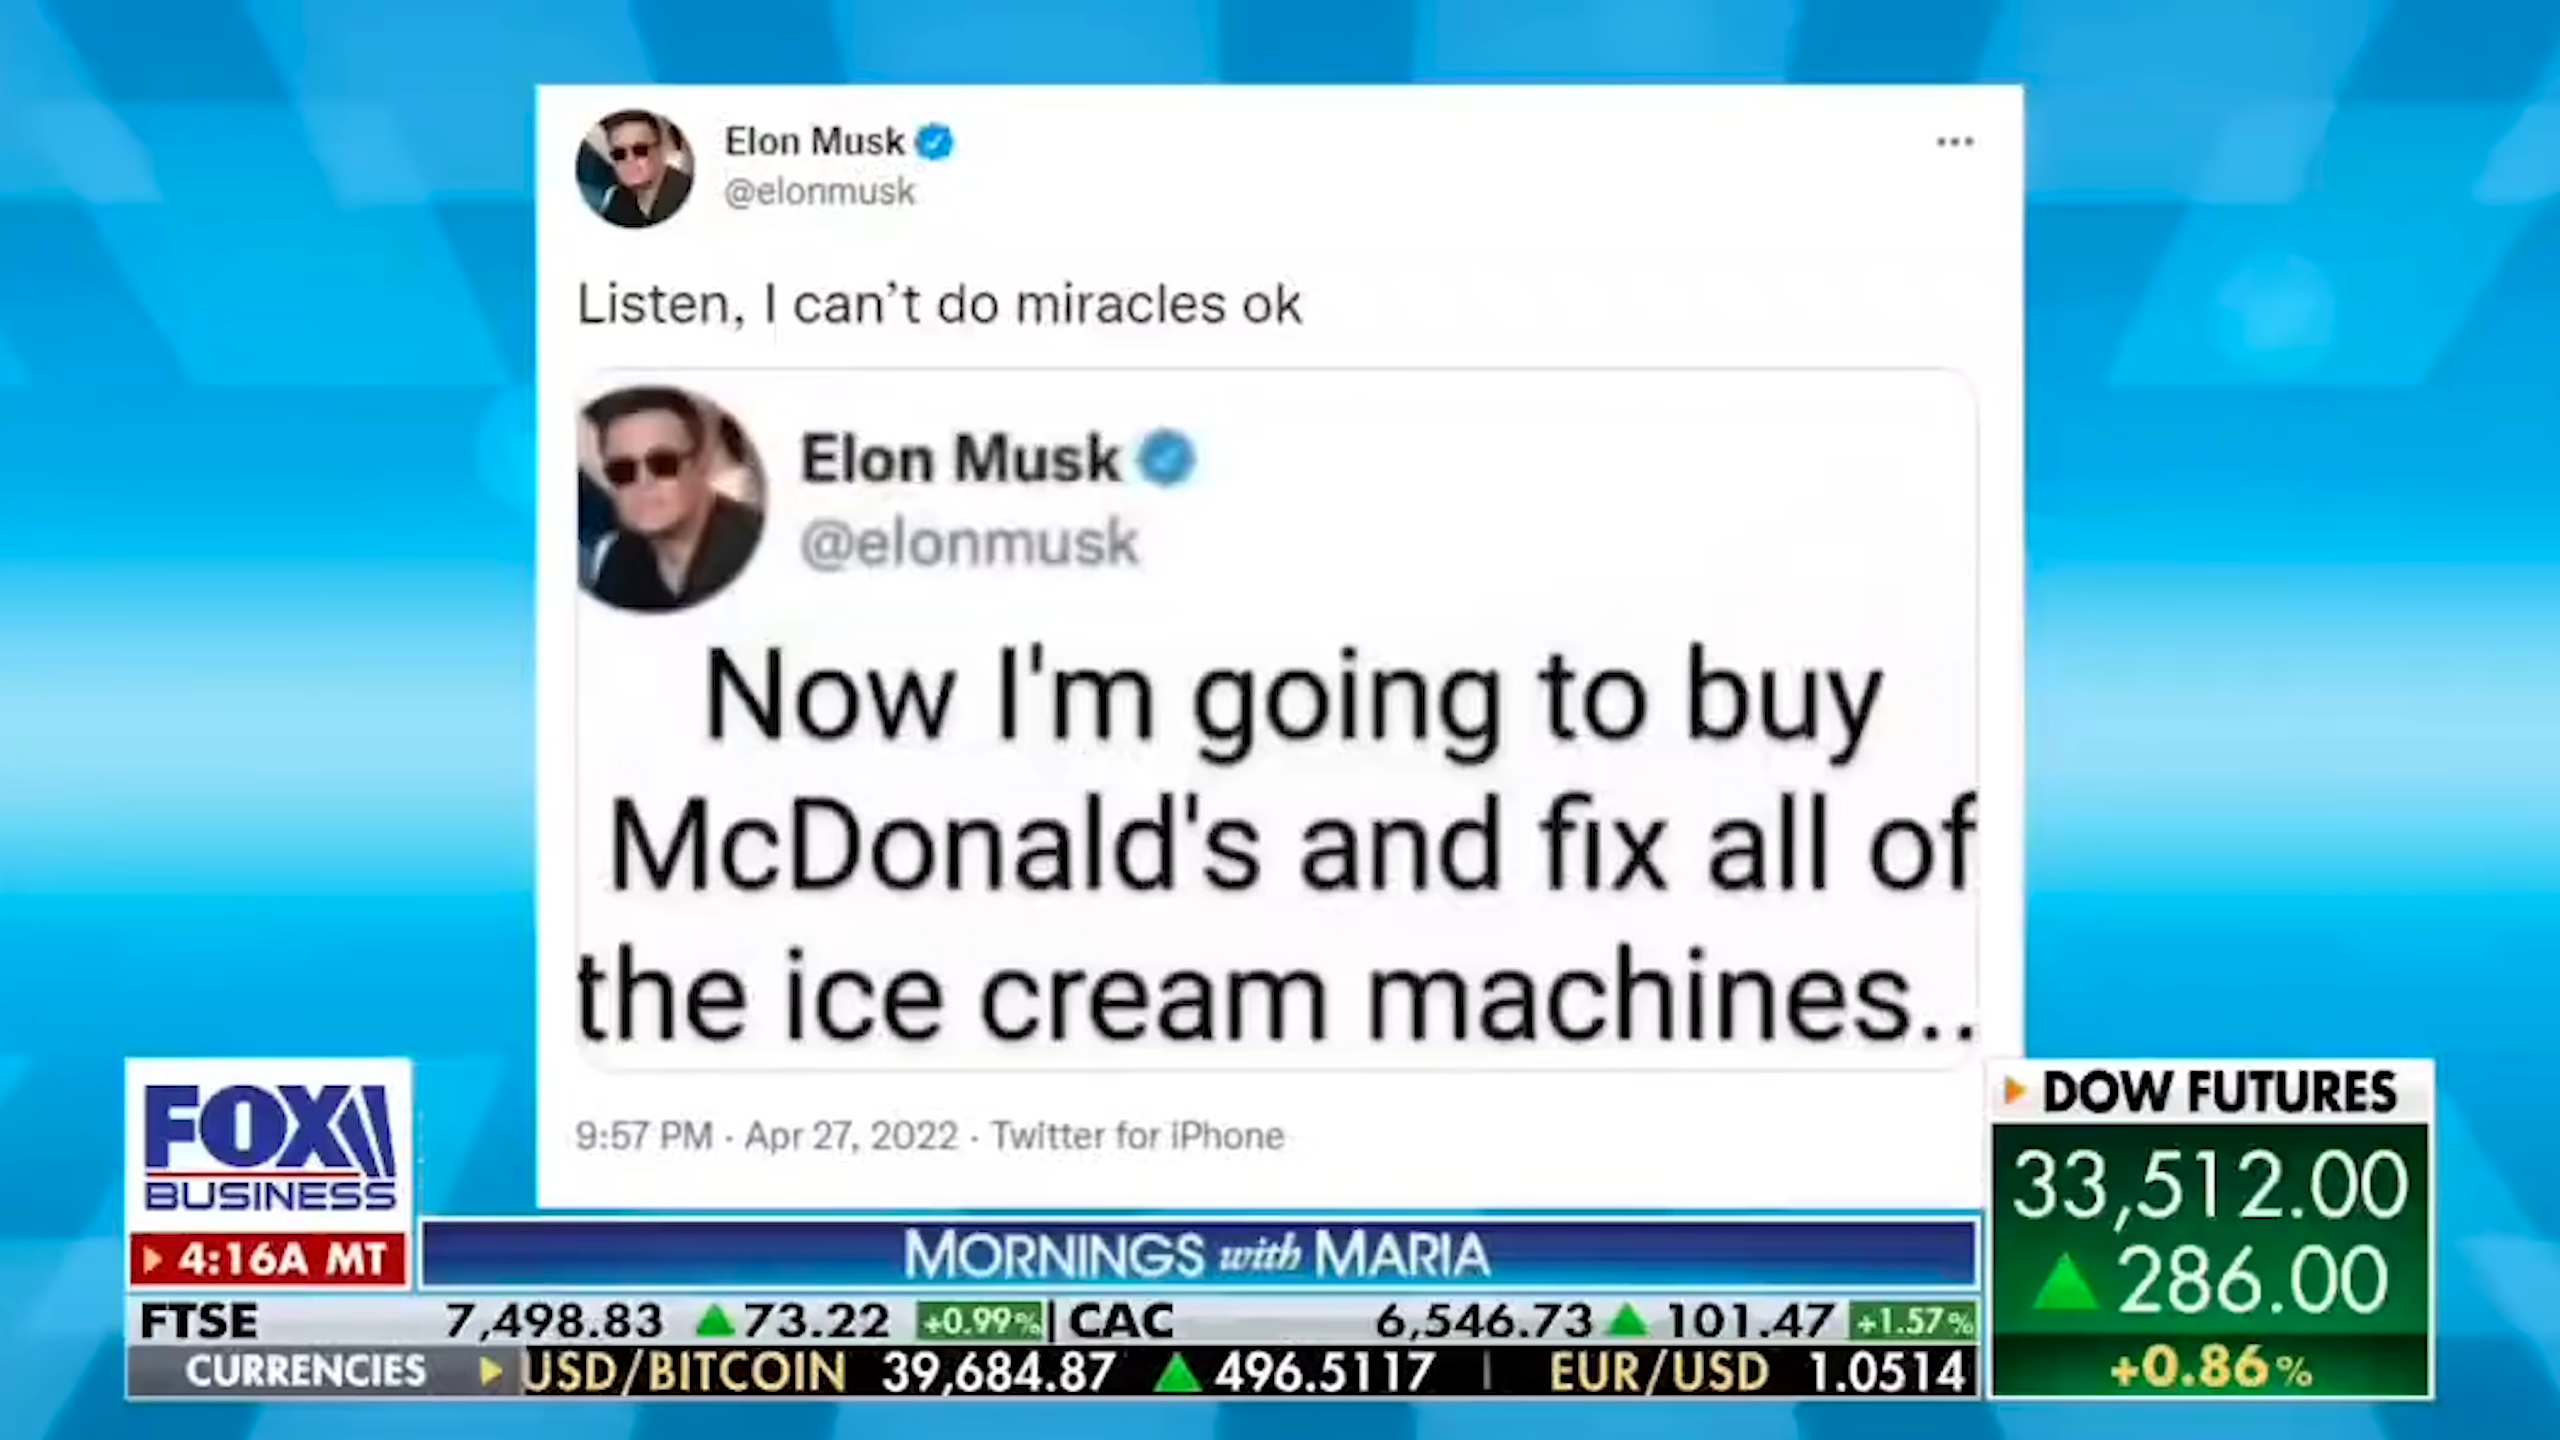 Elon Musk
@elonmusk
Listen, I can’t do miracles ok
Elon Musk
@elonmusk
Now I'm going to buy
McDonald's and fix all of
the ice cream machines..
9:57 PM · Apr 27, 2022 · Twitter for iPhone
FOX
BUSINESS
4:16A MT
MORNINGS with MARIA
DOW FUTURES
33,512.00
286.00
+0.86%
FTSE 7,498.83 73.22 +0.99% | CAC 6,546.73 101.47 +1.57%
CURRENCIES USD/BITCOIN 39,684.87 496.5117 | EUR/USD 1.0514